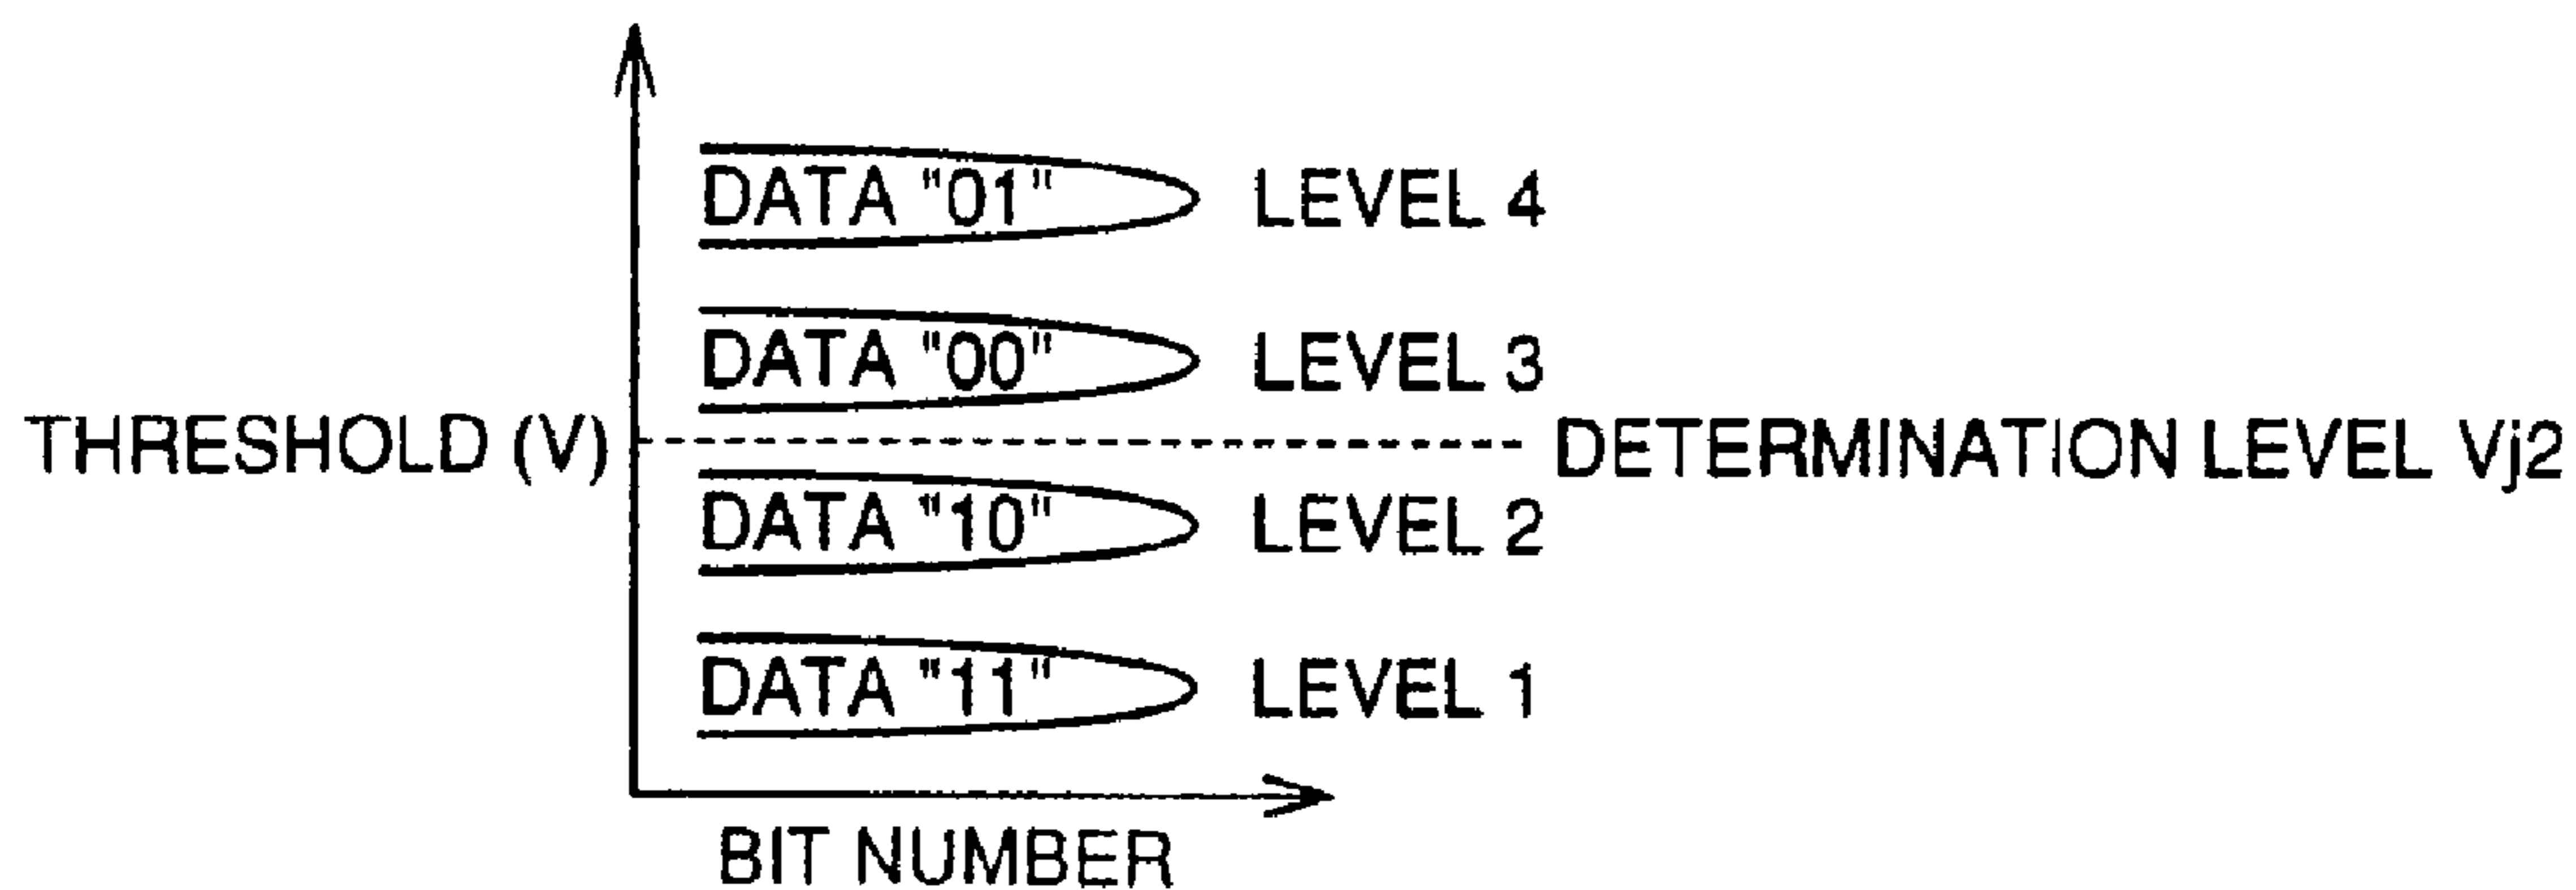 DATA "01" LEVEL 4
DATA "00" LEVEL 3
THRESHOLD (V) DETERMINATION LEVEL Vj2
DATA "10" LEVEL 2
DATA "11" LEVEL 1
BIT NUMBER